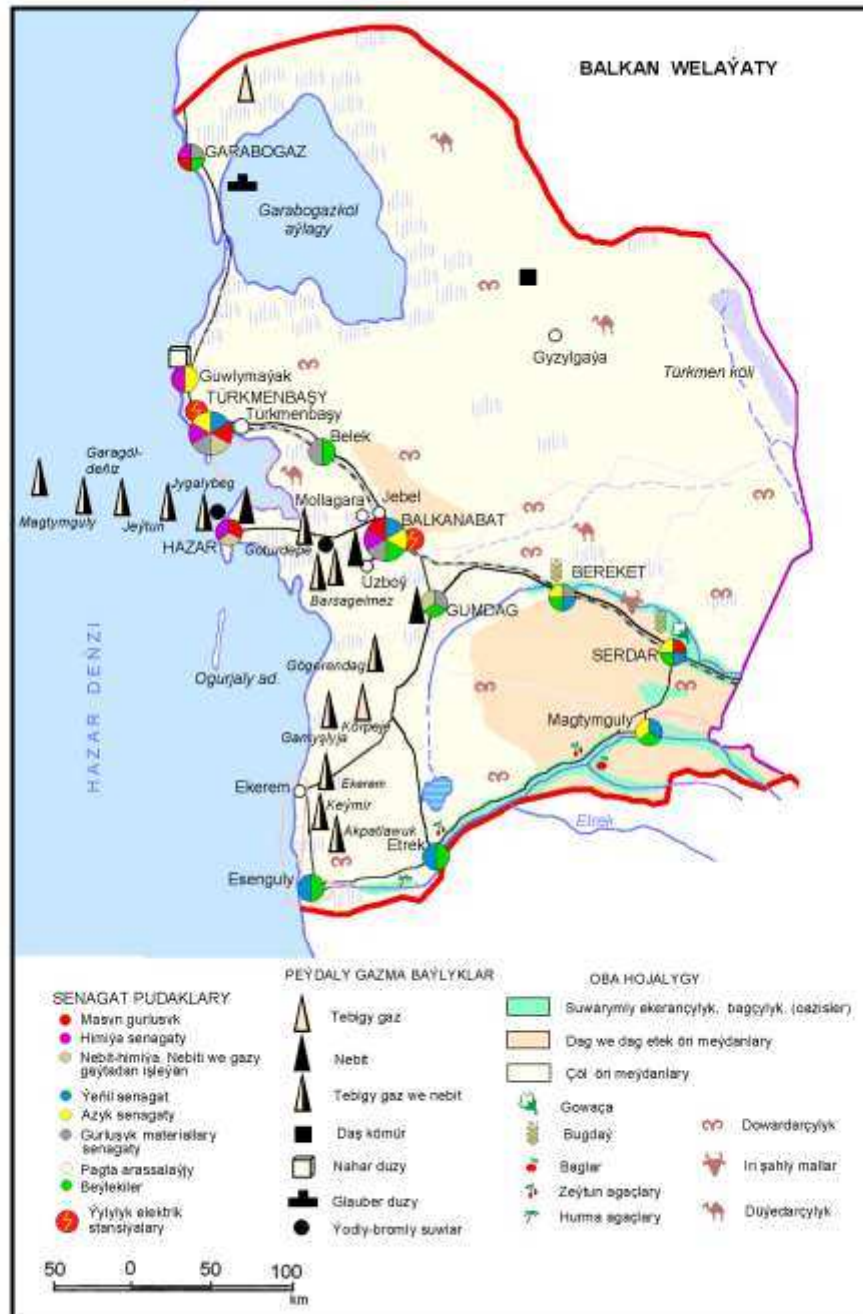 BALKAN WELAÝATY
GARABOGAZ
Garabogazköl
aýlagy
Gyzylgaýa
Türkmen köli
Guwlymaýak
TÜRKMENBAŞY
Türkmenbaşy
Belek
Garagöl-
deňiz
Jygalybeg
Magtymguly
Jeýtun
Mollagara
Jebel
BALKANABAT
HAZAR
Goturdepe
Uzboý
Barsagelmez
GUMDAG
BEREKET
SERDAR
HAZAR DEŇZI
Ogurjaly ad.
Gögerendag
Magtymguly
Gamyşlyja
Körpeje
Ekerem
Ekerem
Keýmir
Akpatlawuk
Etrek
Etrek
Esenguly
SENAGAT PUDAKLARY
Masyn gurlusyk
Himiýa senagaty
Nebit-himiýa, Nebiti we gazy
gaýtadan işleýän
Ýeňil senagat
Azyk senagaty
Gurluşyk materiallary
senagaty
Pagta arassalaýjy
Beýlekiler
Ýylylyk elektrik
stansiýalary
50 0 50 100
km
PEÝDALY GAZMA BAÝLYKLAR
Tebigy gaz
Nebit
Tebigy gaz we nebit
Daş kömür
Nahar duzy
Glauber duzy
Yodly-bromly suwlar
OBA HOJALYGY
Suwarymly ekerançylyk, bagçylyk, (oazisler)
Dag we dag etek öri meýdanlary
Çöl öri meýdanlary
Gowaça
Bugdaý
Baglar
Zeýtun agaçlary
Hurma agaçlary
Dowardarçylyk
Iri şahly mallar
Düýedarçylyk